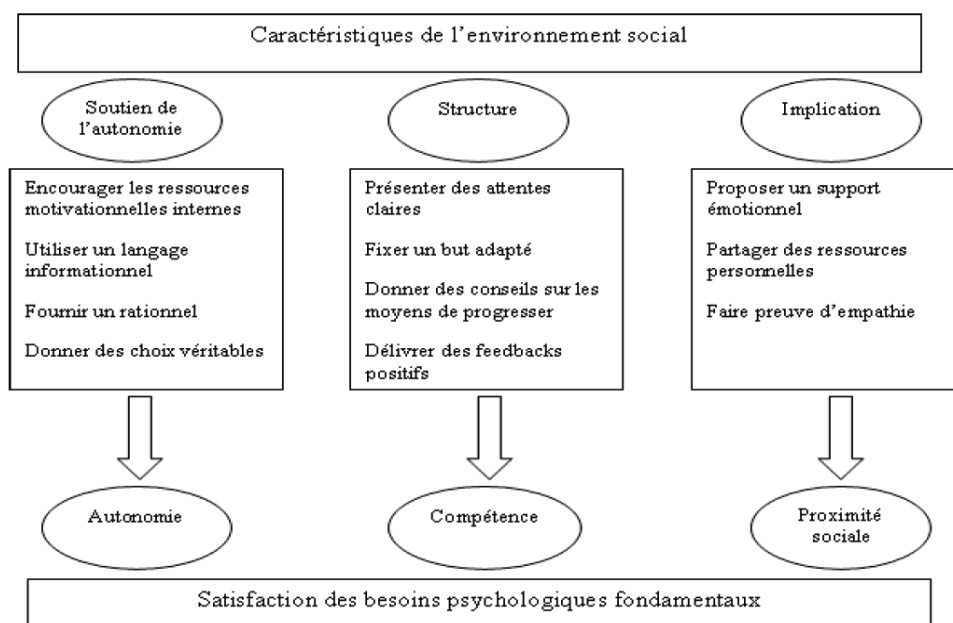 Caractéristiques de l'environnement social
Soutien de
l'autonomie
Structure
Implication
Encourager les ressources
motivationnelles internes
Utiliser un langage
informationnel
Fournir un rationnel
Donner des choix véritables
Présenter des attentes
claires
Fixer un but adapté
Donner des conseils sur les
moyens de progresser
Délivrer des feedbacks
positifs
Proposer un support
émotionnel
Partager des ressources
personnelles
Faire preuve d'empathie
Autonomie
Compétence
Proximité
sociale
Satisfaction des besoins psychologiques fondamentaux